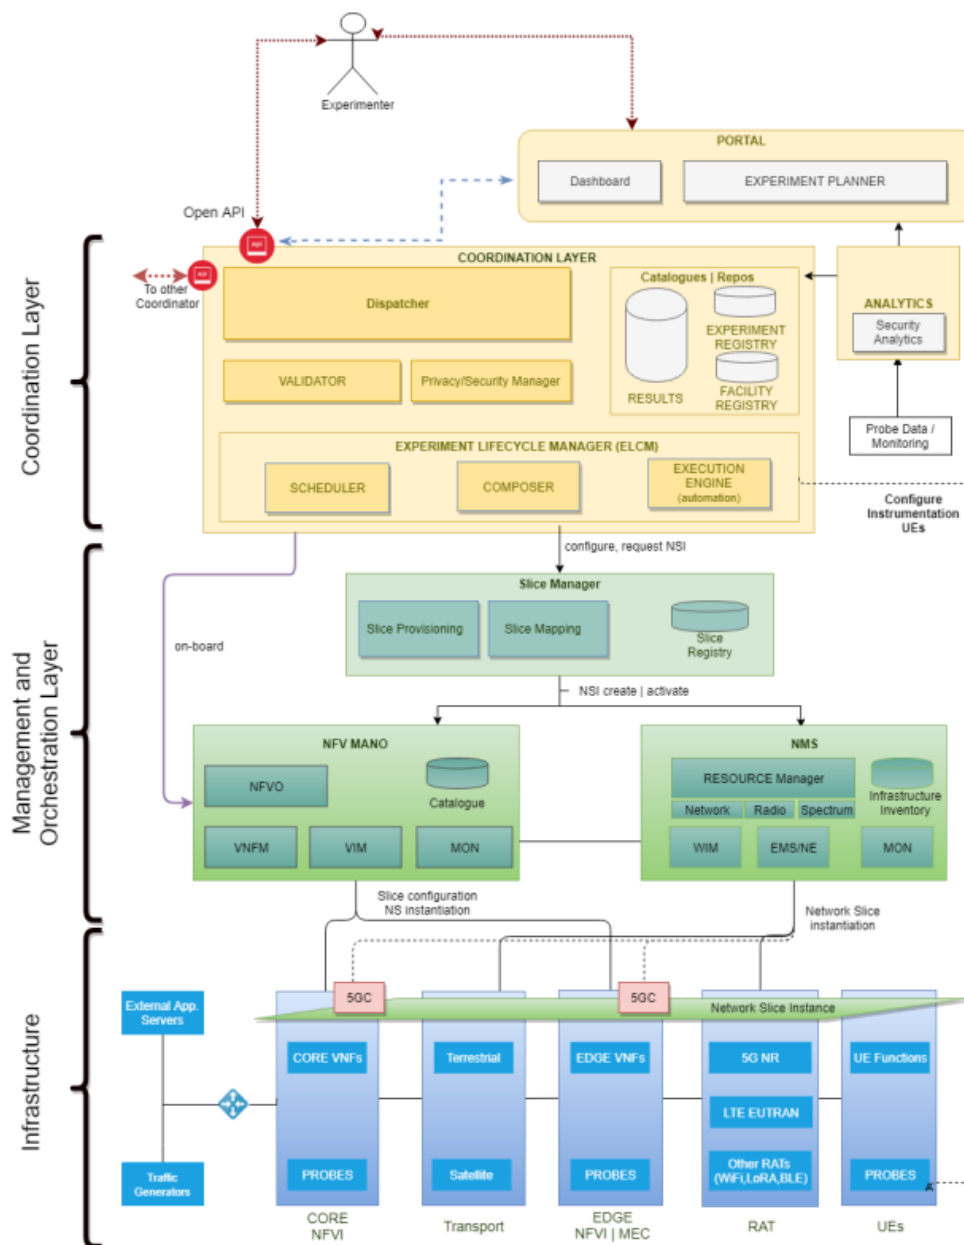 Experimenter
PORTAL
Dashboard
EXPERIMENT PLANNER
Open API
To other
Coordinator
COORDINATION LAYER
Dispatcher
Catalogues | Repos
EXPERIMENT
REGISTRY
RESULTS
FACILITY
REGISTRY
VALIDATOR
Privacy/Security Manager
ANALYTICS
Security
Analytics
Probe Data /
Monitoring
EXPERIMENT LIFECYCLE MANAGER (ELCM)
SCHEDULER
COMPOSER
EXECUTION
ENGINE
(automation)
Configure
Instrumentation
UEs
Coordination Layer
configure, request NSI
on-board
Slice Manager
Slice Provisioning
Slice Mapping
Slice
Registry
NSI create | activate
Management and
Orchestration Layer
NFV MANO
NFVO
Catalogue
VNFM
VIM
MON
NMS
RESOURCE Manager
Network
Radio
Spectrum
Infrastructure
Inventory
WIM
EMS/NE
MON
Slice configuration
NS instantiation
Network Slice
instantiation
Infrastructure
External App.
Servers
Traffic
Generators
5GC
5GC
Network Slice Instance
CORE VNFs
Terrestrial
EDGE VNFs
5G NR
UE Functions
LTE EUTRAN
PROBES
Satellite
PROBES
Other RATs
(WiFi,LoRA,BLE)
PROBES
CORE
NFVI
Transport
EDGE
NFVI | MEC
RAT
UEs